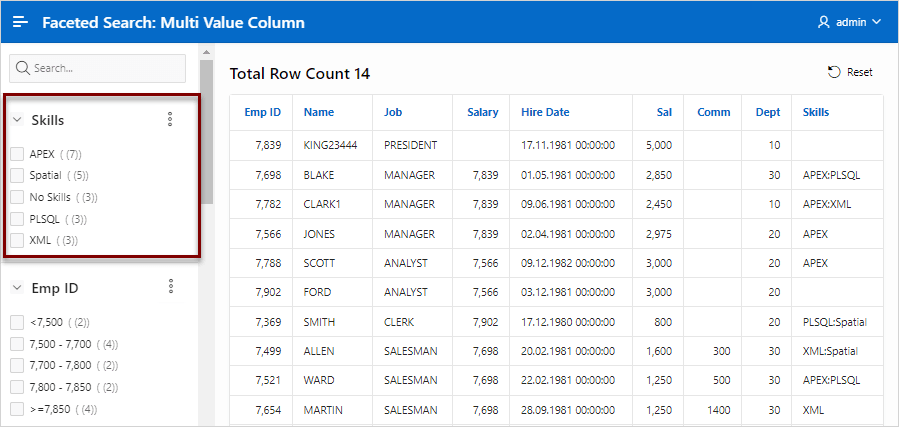 Faceted Search: Multi Value Column
admin
Search...
Skills
APEX ( (7))
Spatial ( (5))
No Skills ( (3))
PLSQL ( (3))
XML ( (3))
Emp ID
<7,500 ( (2))
7,500 - 7,700 ( (4))
7,700 - 7,800 ( (2))
7,800 - 7,850 ( (2))
>=7,850 ( (4))
Total Row Count 14
Reset
Emp ID Name Job Salary Hire Date Sal Comm Dept Skills
7,839 KING23444 PRESIDENT 17.11.1981 00:00:00 5,000 10
7,698 BLAKE MANAGER 7,839 01.05.1981 00:00:00 2,850 30 APEX:PLSQL
7,782 CLARK1 MANAGER 7,839 09.06.1981 00:00:00 2,450 10 APEX:XML
7,566 JONES MANAGER 7,839 02.04.1981 00:00:00 2,975 20 APEX
7,788 SCOTT ANALYST 7,566 09.12.1982 00:00:00 3,000 20 APEX
7,902 FORD ANALYST 7,566 03.12.1981 00:00:00 3,000 20
7,369 SMITH CLERK 7,902 17.12.1980 00:00:00 800 20 PLSQL:Spatial
7,499 ALLEN SALESMAN 7,698 20.02.1981 00:00:00 1,600 300 30 XML:Spatial
7,521 WARD SALESMAN 7,698 22.02.1981 00:00:00 1,250 500 30 APEX:PLSQL
7,654 MARTIN SALESMAN 7,698 28.09.1981 00:00:00 1,250 1400 30 XML